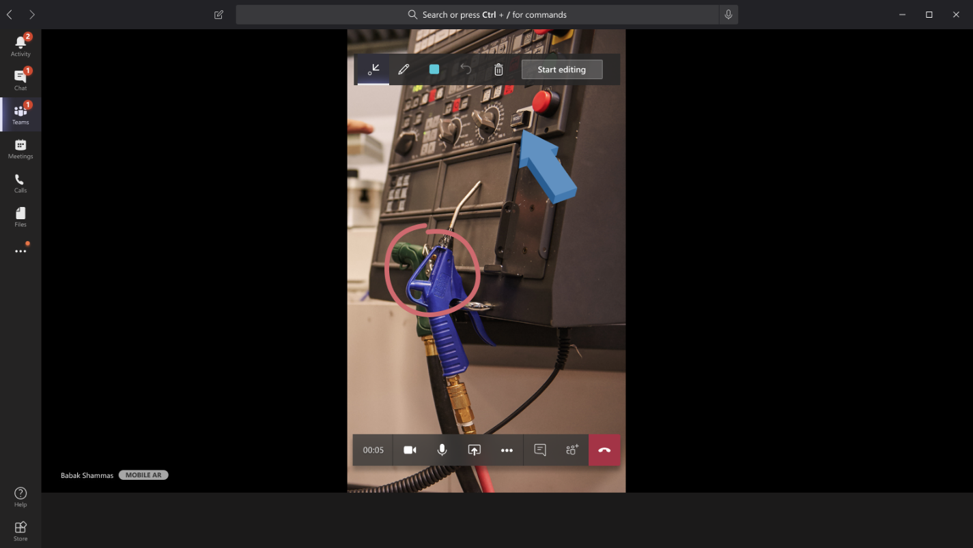 Search or press Ctrl + / for commands
2
Activity
1
Chat
1
Teams
Meetings
Calls
Files
Start editing
00:05
Babak Shammas MOBILE AR
Help
Store